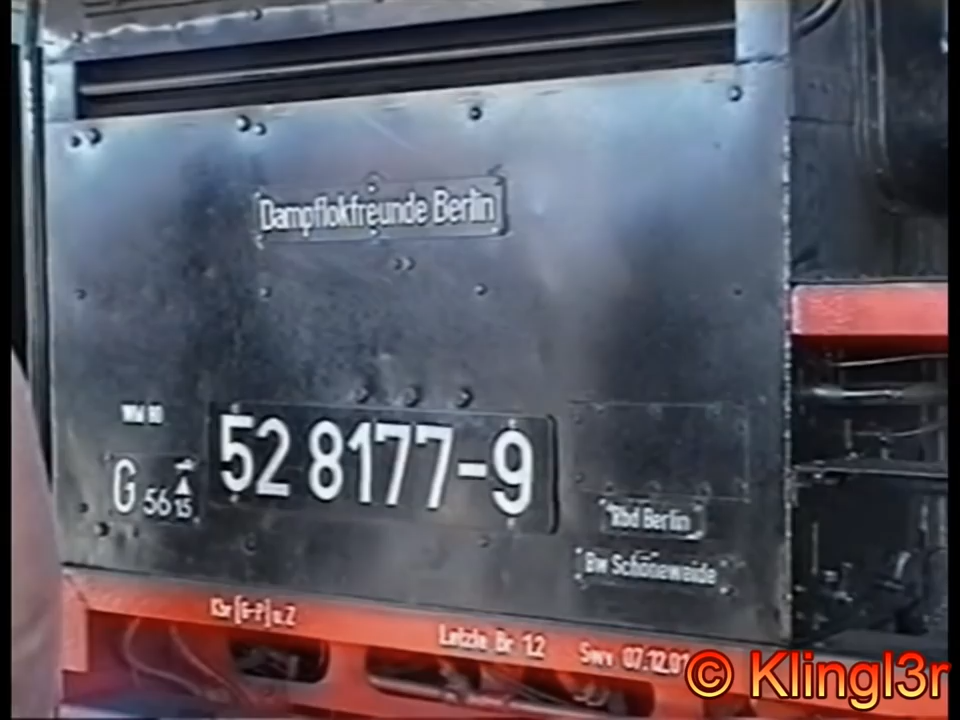 Dampflokfreunde Berlin
52 8177-9
G 56 15
Rbd Berlin
Bw Schöneweide
Kbr (G-P) u. Z
Letzte Br 1.2
07.12.01
© Klingl3r